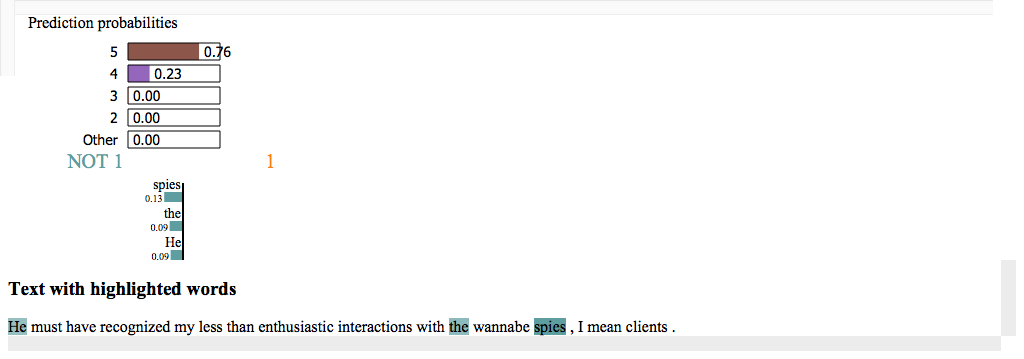 Prediction probabilities
5 0.76
4 0.23
3 0.00
2 0.00
Other 0.00
NOT 1 1
spies
0.13
the
0.09
He
0.09
Text with highlighted words
He must have recognized my less than enthusiastic interactions with the wannabe spies , I mean clients .